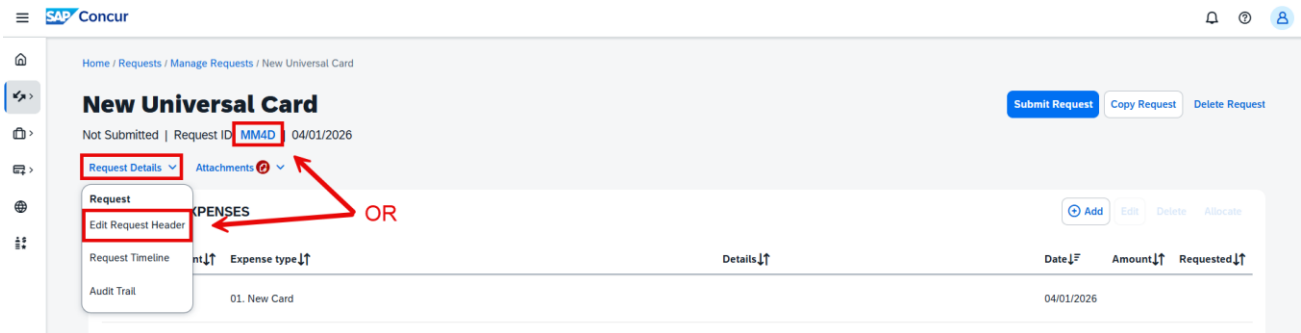 SAP Concur
Home / Requests / Manage Requests / New Universal Card
New Universal Card
Submit Request Copy Request Delete Request
Not Submitted | Request ID: MM4D | 04/01/2026
Request Details Attachments
Request
XPENSES
OR
Add Edit Delete Allocate
Edit Request Header
Request Timeline
nt Expense type Details Date Amount Requested
Audit Trail
01. New Card 04/01/2026